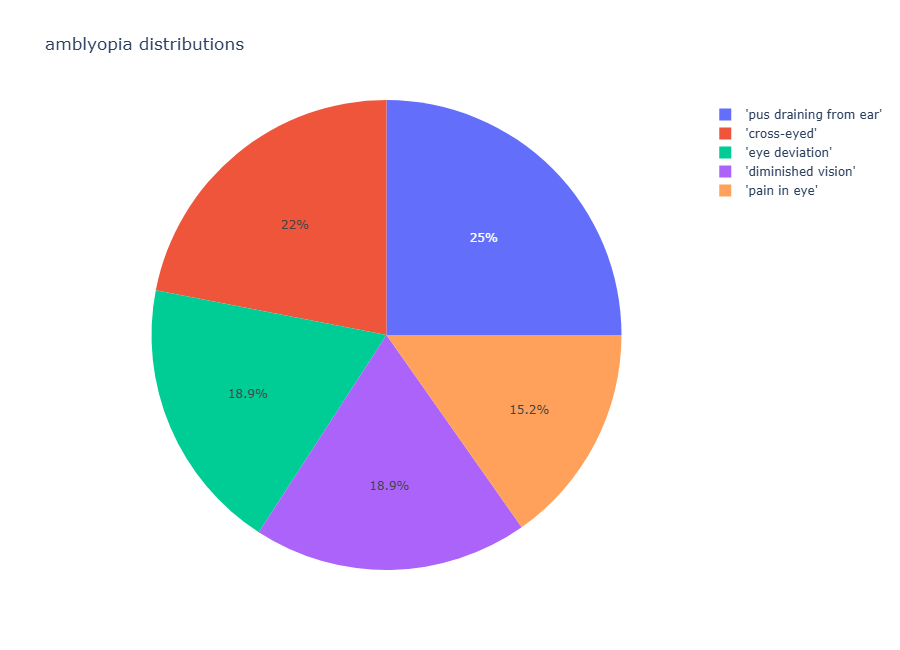 amblyopia distributions
'pus draining from ear'
'cross-eyed'
'eye deviation'
'diminished vision'
'pain in eye'
22%
25%
18.9%
15.2%
18.9%